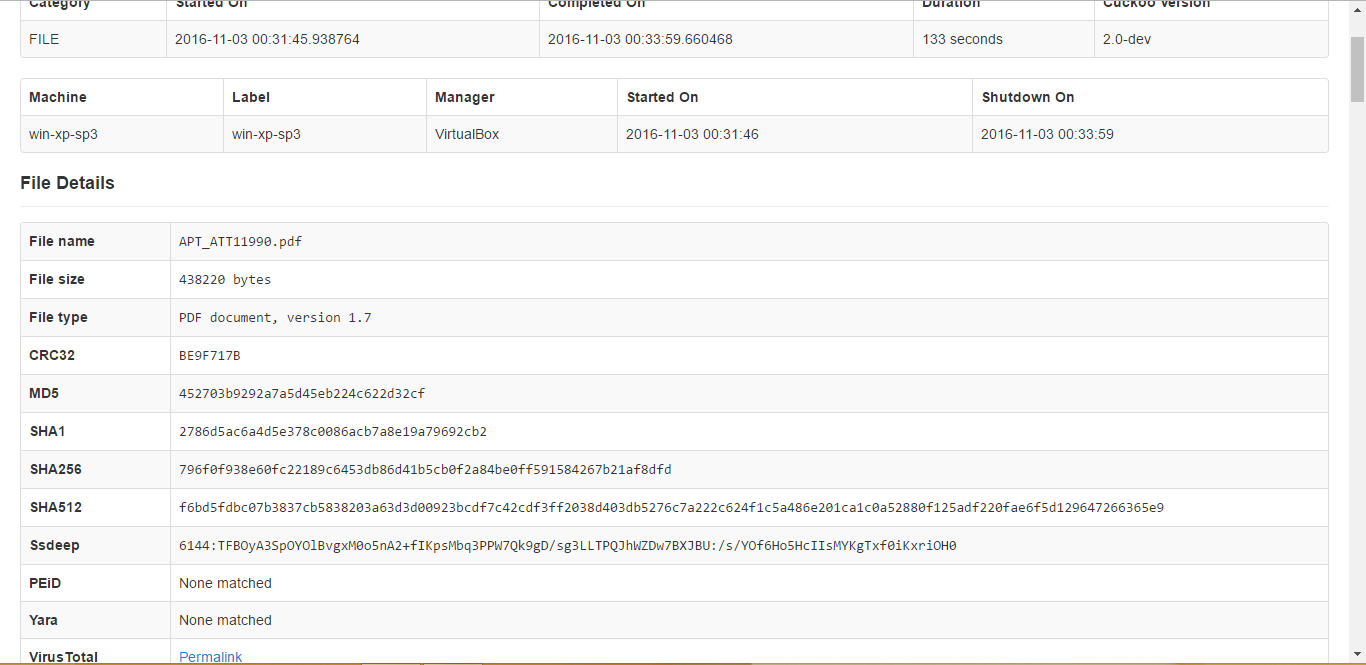 Category Started On Completed On Duration Cuckoo Version
FILE 2016-11-03 00:31:45.938764 2016-11-03 00:33:59.660468 133 seconds 2.0-dev
Machine Label Manager Started On Shutdown On
win-xp-sp3 win-xp-sp3 VirtualBox 2016-11-03 00:31:46 2016-11-03 00:33:59
File Details
File name APT_ATT11990.pdf
File size 438220 bytes
File type PDF document, version 1.7
CRC32 BE9F717B
MD5 452703b9292a7a5d45eb224c622d32cf
SHA1 2786d5ac6a4d5e378c0086acb7a8e19a79692cb2
SHA256 796f0f938e60fc22189c6453db86d41b5cb0f2a84be0ff591584267b21af8dfd
SHA512 f6bd5fdbc07b3837cb5838203a63d3d00923bcdf7c42cdf3ff2038d403db5276c7a222c624f1c5a486e201ca1c0a52880f125adf220fae6f5d129647266365e9
Ssdeep 6144:TFBOyA3SpOYOlBvgxM0o5nA2+fIKpsMbq3PPW7Qk9gD/sg3LLTPQJhWZDw7BXJBU:/s/YOf6Ho5HcIIsMYKgTxf0iKxriOH0
PEiD None matched
Yara None matched
VirusTotal Permalink